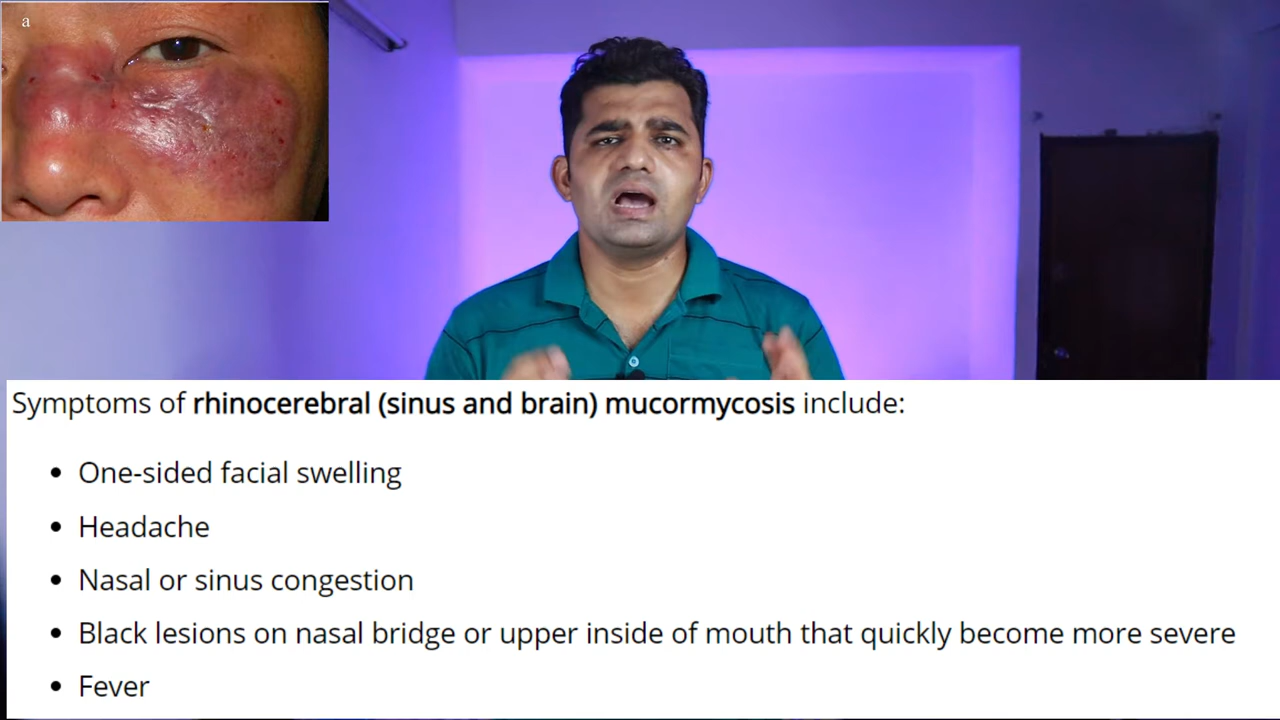 a
Symptoms of rhinocerebral (sinus and brain) mucormycosis include:
• One-sided facial swelling
• Headache
• Nasal or sinus congestion
• Black lesions on nasal bridge or upper inside of mouth that quickly become more severe
• Fever